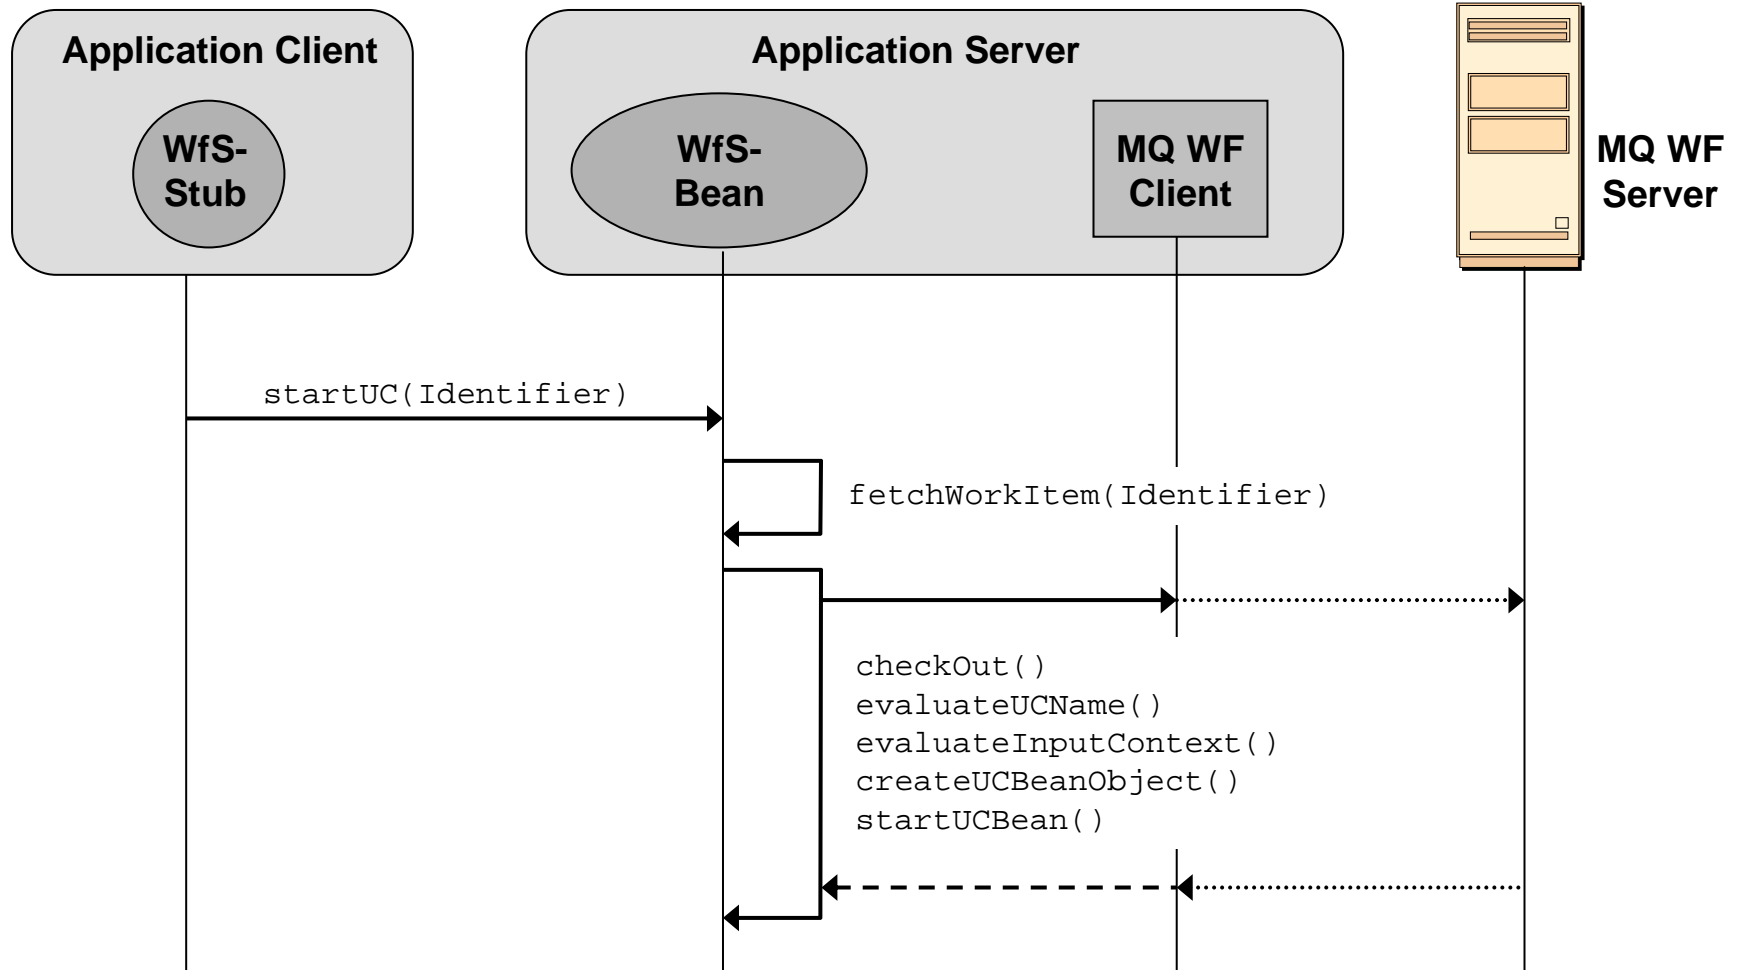 Application Client
Application Server
WfS-
Stub
WfS-
Bean
MQ WF
Client
MQ WF
Server
startUC(Identifier)
fetchWorkItem(Identifier)
checkOut()
evaluateUCName()
evaluateInputContext()
createUCBeanObject()
startUCBean()